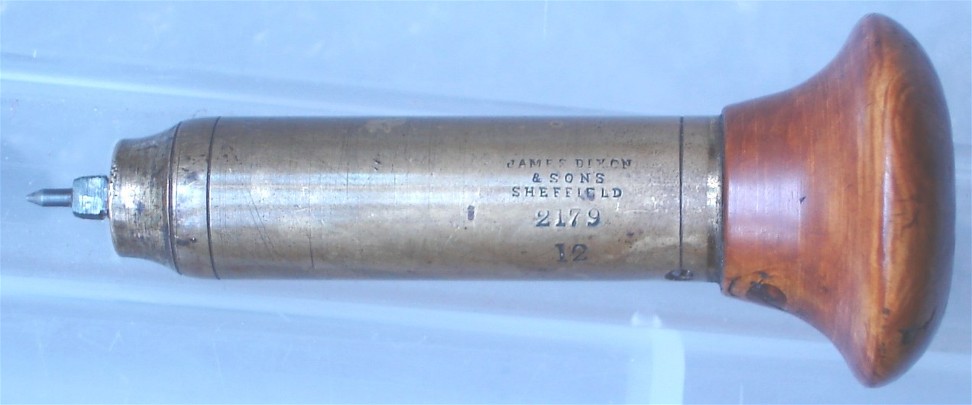 JAMES DIXON
& SONS
SHEFFIELD
2179
12